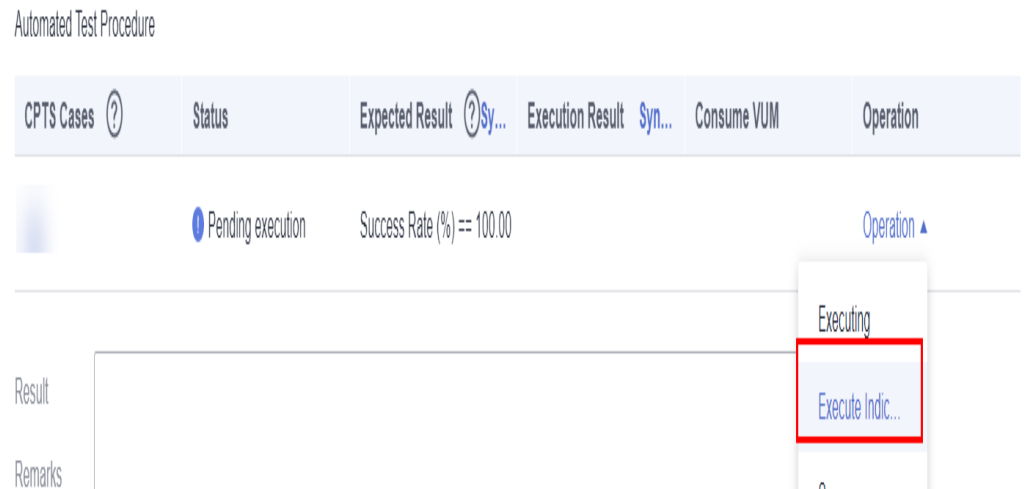 Automated Test Procedure
CPTS Cases ? Status Expected Result ? Sy... Execution Result Syn... Consume VUM Operation
! Pending execution Success Rate (%) == 100.00 Operation ▲
Executing
Execute Indic...
Result
Remarks